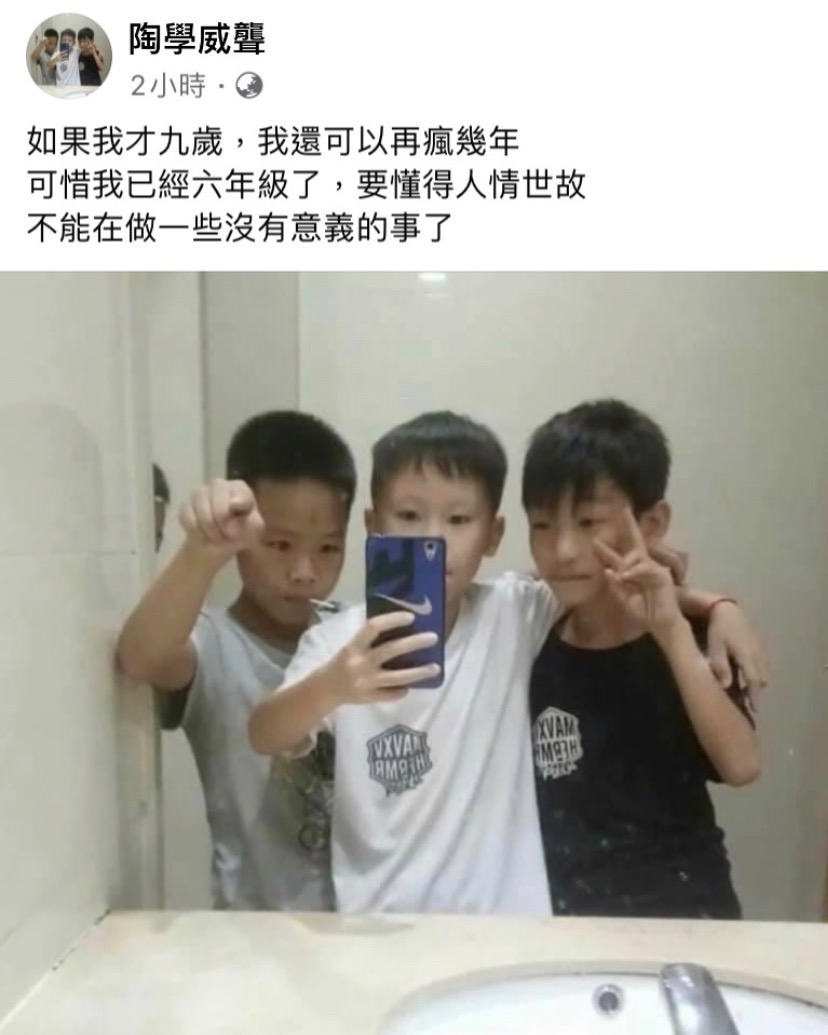 陶學威聾
2小時·
如果我才九歲，我還可以再瘋幾年
可惜我已經六年級了，要懂得人情世故
不能在做一些沒有意義的事了